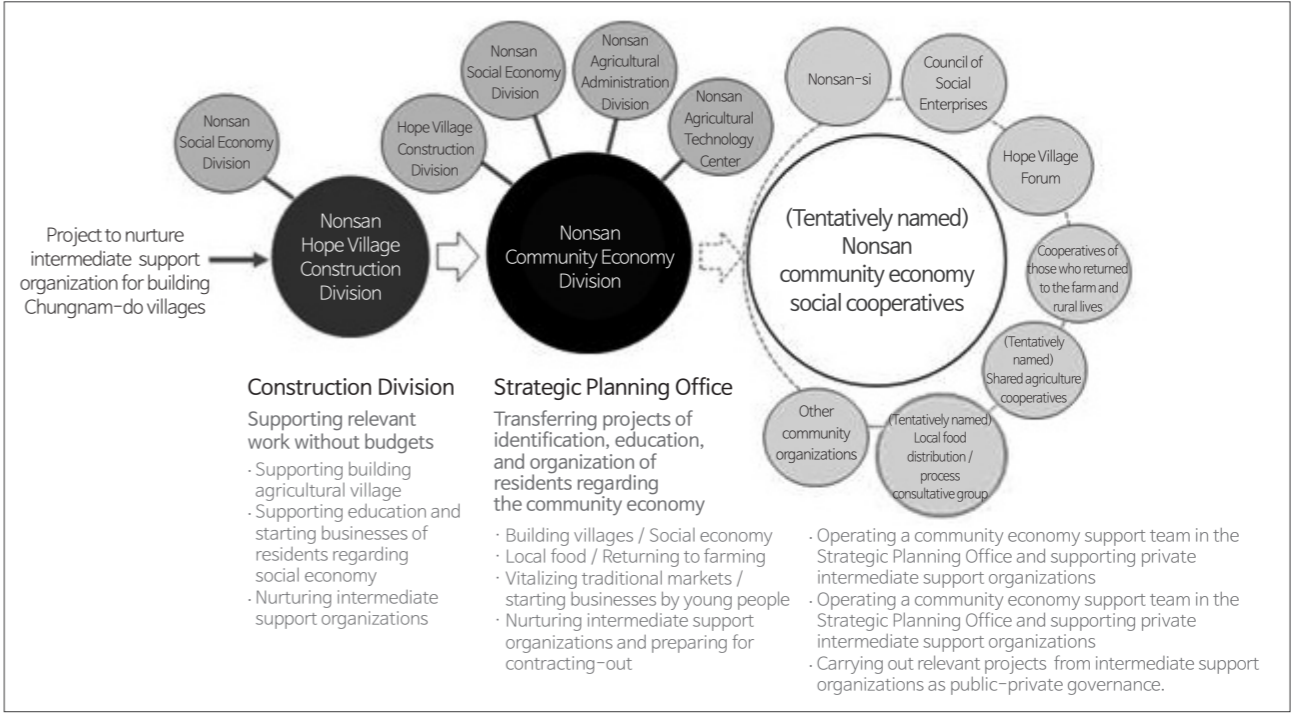 Project to nurture
intermediate support
organization for building
Chungnam-do villages
Nonsan
Social Economy
Division
Nonsan
Hope Village
Construction
Division
Hope Village
Construction
Division
Nonsan
Social Economy
Division
Nonsan
Agricultural
Administration
Division
Nonsan
Agricultural
Technology
Center
Nonsan
Community Economy
Division
Nonsan-si
Council of
Social
Enterprises
Hope Village
Forum
Cooperatives of
those who returned
to the farm and
rural lives
(Tentatively
named)
Shared agriculture
cooperatives
(Tentatively named)
Local food
distribution /
process
consultative group
Other
community
organizations
(Tentatively named)
Nonsan
community economy
social cooperatives
Construction Division
Supporting relevant
work without budgets
· Supporting building
agricultural village
· Supporting education and
starting businesses of
residents regarding
social economy
· Nurturing intermediate
support organizations
Strategic Planning Office
Transferring projects of
identification, education,
and organization of
residents regarding
the community economy
· Building villages / Social economy
· Local food / Returning to farming
· Vitalizing traditional markets /
starting businesses by young people
· Nurturing intermediate support
organizations and preparing for
contracting-out
· Operating a community economy support team in the
Strategic Planning Office and supporting private
intermediate support organizations
· Operating a community economy support team in the
Strategic Planning Office and supporting private
intermediate support organizations
· Carrying out relevant projects from intermediate support
organizations as public-private governance.